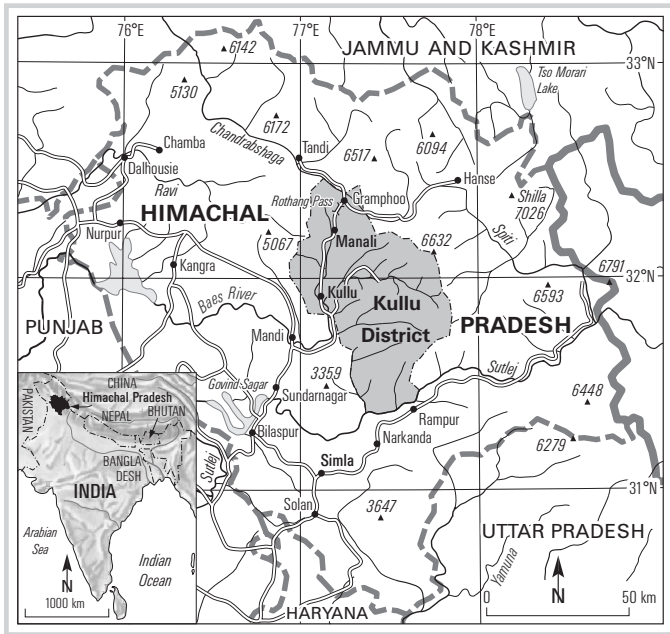 76°E
77°E
78°E
6142
JAMMU AND KASHMIR
33°N
5130
Tso Morari
Lake
6172
Chandrabshaga
6094
Chamba
Tandi
6517
Dalhousie
Hanse
Ravi
Rothang Pass
Gramphoo
Shilla
7026
HIMACHAL
Nurpur
Manali
Spiti
5067
6632
Kangra
32°N
6791
6593
Kullu
Baes River
Kullu
District
PUNJAB
PRADESH
Mandi
Sutlej
Govind Sagar
3359
Sundarnagar
6448
Rampur
Bilaspur
Narkanda
6279
Simla
Sutlej
31°N
Solan
3647
UTTAR PRADESH
Yamuna
N
0
50 km
HARYANA
CHINA
Himachal Pradesh
PAKISTAN
NEPAL
BHUTAN
BANGLA
DESH
INDIA
Arabian
Sea
Indian
Ocean
N
1000 km